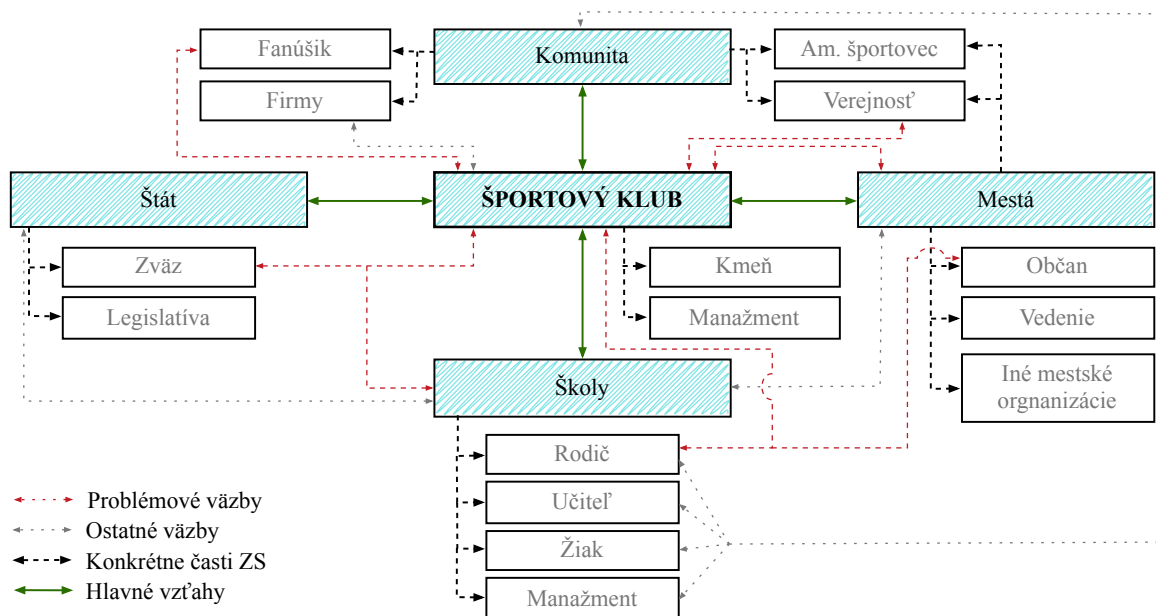 Fanúšik
Komunita
Am. športovec
Firmy
Verejnosť
Štát
ŠPORTOVÝ KLUB
Mestá
Zväz
Kmeň
Občan
Legislatíva
Manažment
Vedenie
Školy
Iné mestské
orgnanizácie
Rodič
Učiteľ
Žiak
Manažment
Problémové väzby
Ostatné väzby
Konkrétne časti ZS
Hlavné vzťahy